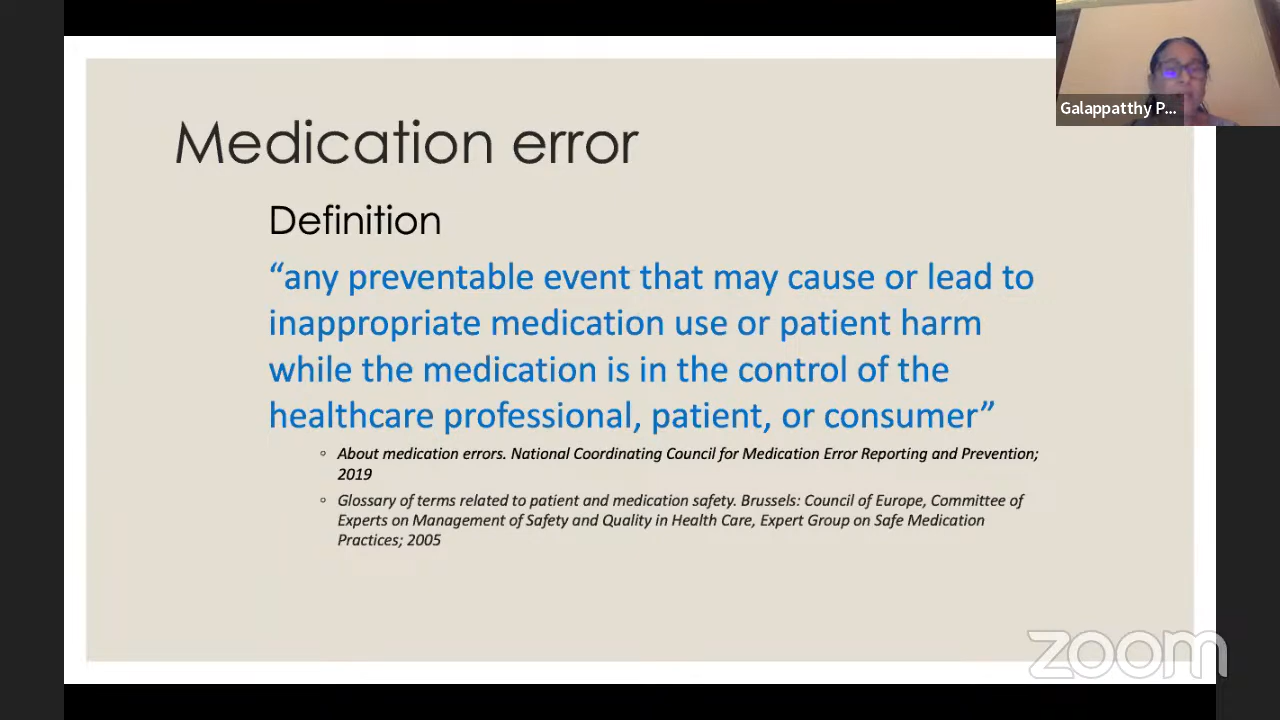 Galappatthy P...
Medication error
Definition
“any preventable event that may cause or lead to
inappropriate medication use or patient harm
while the medication is in the control of the
healthcare professional, patient, or consumer”
◦ About medication errors. National Coordinating Council for Medication Error Reporting and Prevention;
2019
◦ Glossary of terms related to patient and medication safety. Brussels: Council of Europe, Committee of
Experts on Management of Safety and Quality in Health Care, Expert Group on Safe Medication
Practices; 2005
zoom